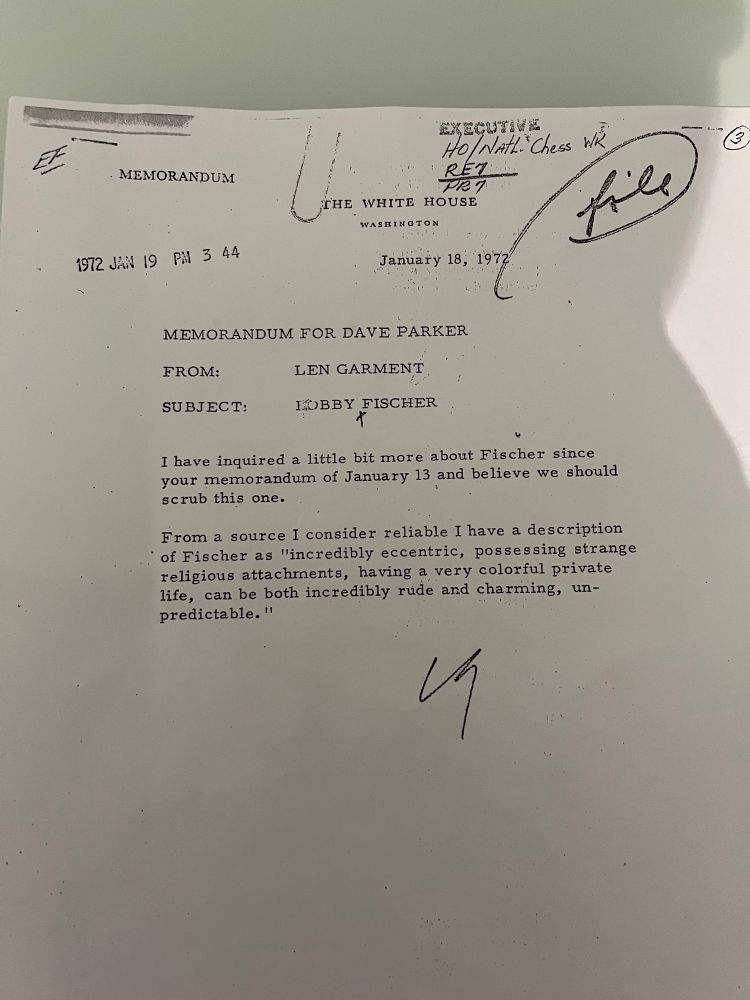 EXECUTIVE
HO/NATL. Chess WK
3
EF
RE7
MEMORANDUM
PR7
file
THE WHITE HOUSE
WASHINGTON
1972 JAN 19 PM 3 44
January 18, 1972
MEMORANDUM FOR DAVE PARKER
FROM: LEN GARMENT
SUBJECT: BOBBY FISCHER
I have inquired a little bit more about Fischer since
your memorandum of January 13 and believe we should
scrub this one.
From a source I consider reliable I have a description
of Fischer as "incredibly eccentric, possessing strange
religious attachments, having a very colorful private
life, can be both incredibly rude and charming, un-
predictable."